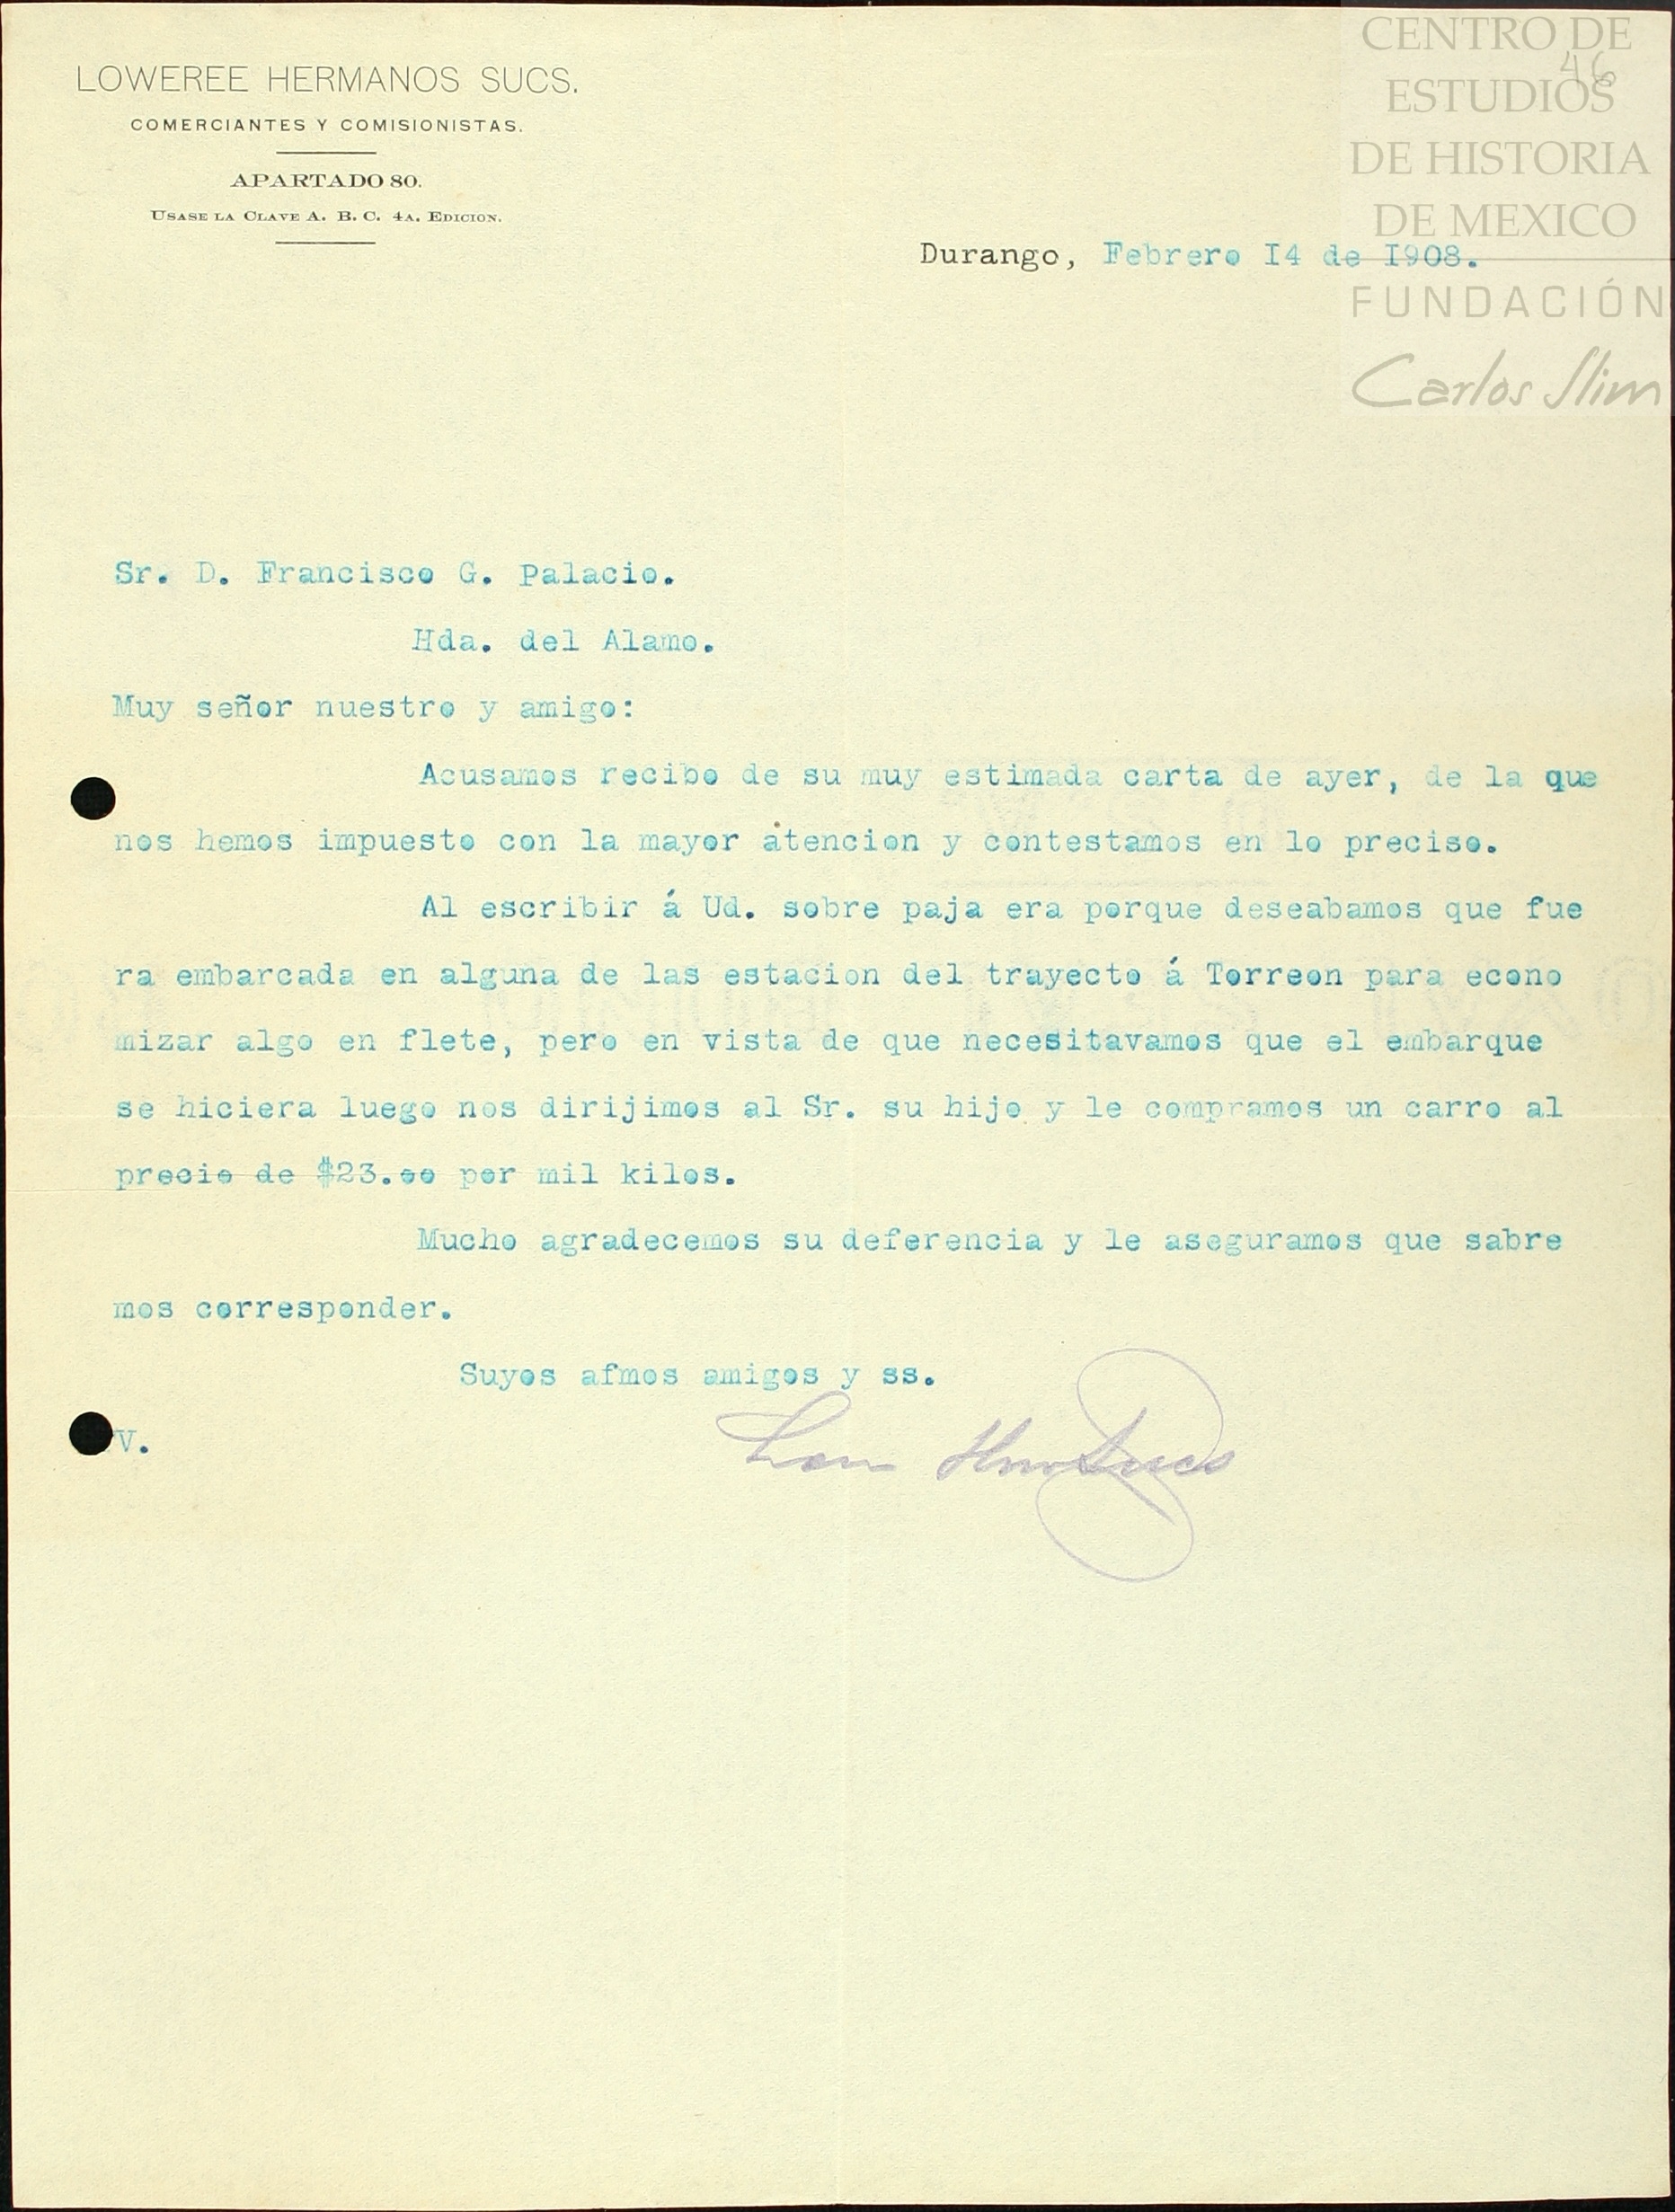 LOWEREE HERMANOS SUCS.
COMERCIANTES Y COMISIONISTAS.
APARTADO 80.
USASE LA CLAVE A. B. C. 4A. EDICION.
CENTRO DE
46
ESTUDIOS
DE HISTORIA
DE MEXICO
FUNDACIÓN
Carlos Slim
Durango, Febrero I4 de I908.
Sr. D. Francisco G. Palacio.
Hda. del Alamo.
Muy señor nuestro y amigo:
Acusamos recibo de su muy estimada carta de ayer, de la que
nos hemos impuesto con la mayor atencion y contestamos en lo preciso.
Al escribir á Ud. sobre paja era porque deseabamos que fue
ra embarcada en alguna de las estacion del trayecto á Torreon para econo
mizar algo en flete, pero en vista de que necesitavamos que el embarque
se hiciera luego nos dirijimos al Sr. su hijo y le compramos un carro al
precio de $23.oo por mil kilos.
Mucho agradecemos su deferencia y le aseguramos que sabre
mos corresponder.
Suyos afmos amigos y ss.
V.
Sucs